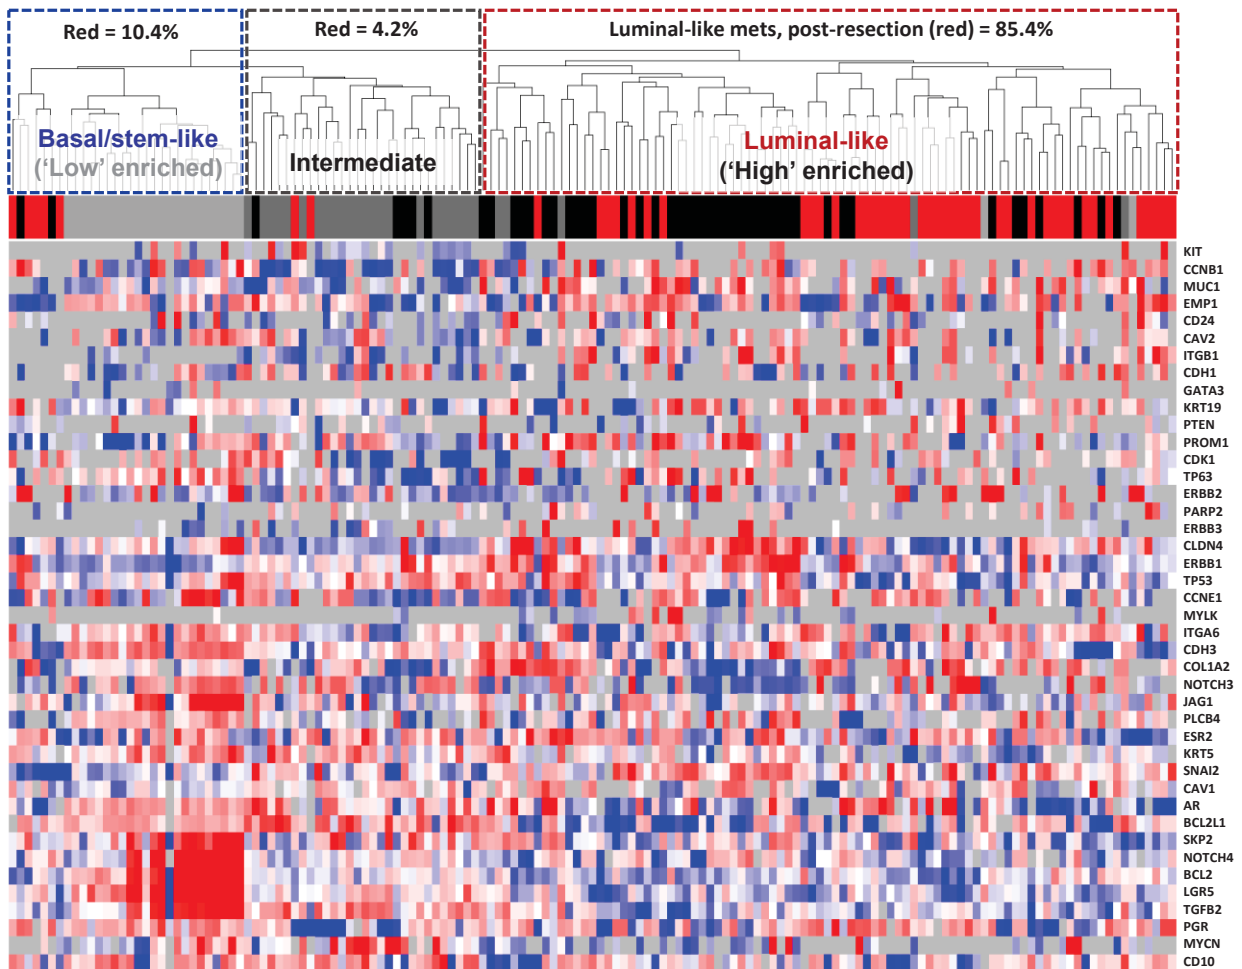 Red = 10.4%
Red = 4.2%
Luminal-like mets, post-resection (red) = 85.4%
Basal/stem-like
(‘Low’ enriched)
Intermediate
Luminal-like
(‘High’ enriched)
KIT
CCNB1
MUC1
EMP1
CD24
CAV2
ITGB1
CDH1
GATA3
KRT19
PTEN
PROM1
CDK1
TP63
ERBB2
PARP2
ERBB3
CLDN4
ERBB1
TP53
CCNE1
MYLK
ITGA6
CDH3
COL1A2
NOTCH3
JAG1
PLCB4
ESR2
KRT5
SNAI2
CAV1
AR
BCL2L1
SKP2
NOTCH4
BCL2
LGR5
TGFB2
PGR
MYCN
CD10